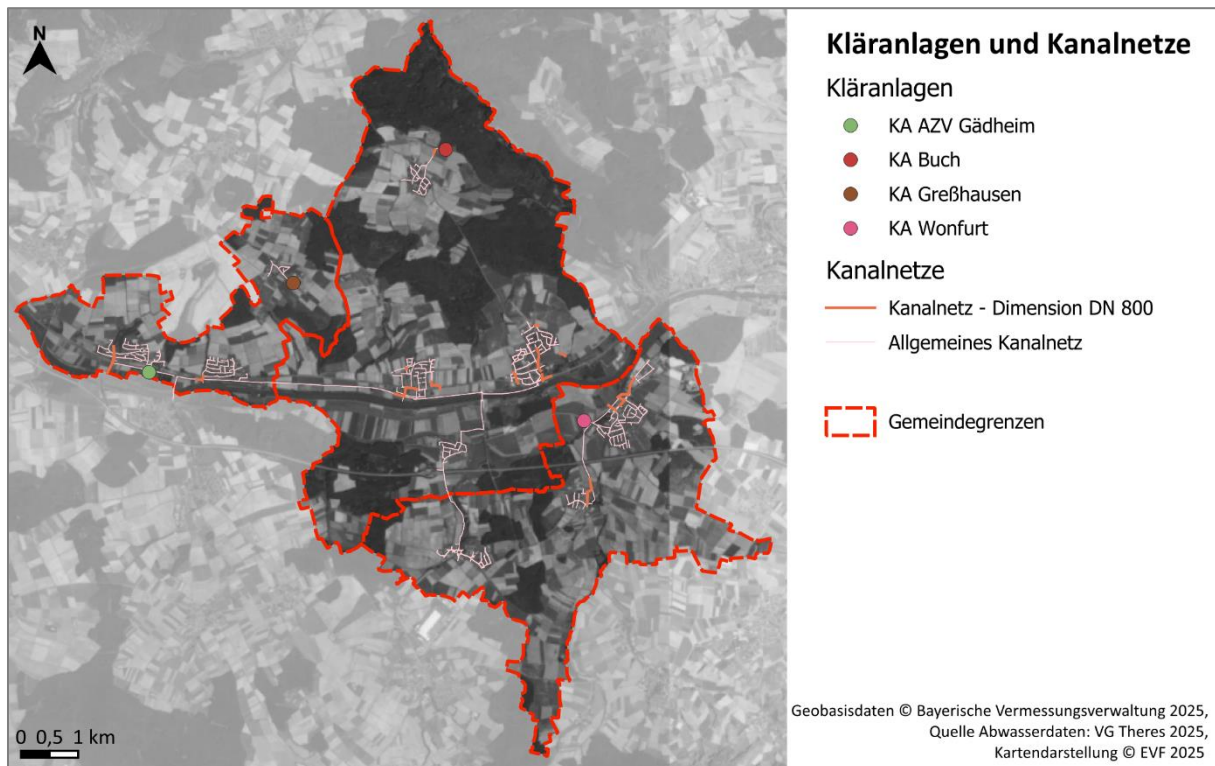 N
0 0,5 1 km
Kläranlagen und Kanalnetze
Kläranlagen
KA AZV Gädheim
KA Buch
KA Greßhausen
KA Wonfurt
Kanalnetze
Kanalnetz - Dimension DN 800
Allgemeines Kanalnetz
Gemeindegrenzen
Geobasisdaten © Bayerische Vermessungsverwaltung 2025,
Quelle Abwasserdaten: VG Theres 2025,
Kartendarstellung © EVF 2025